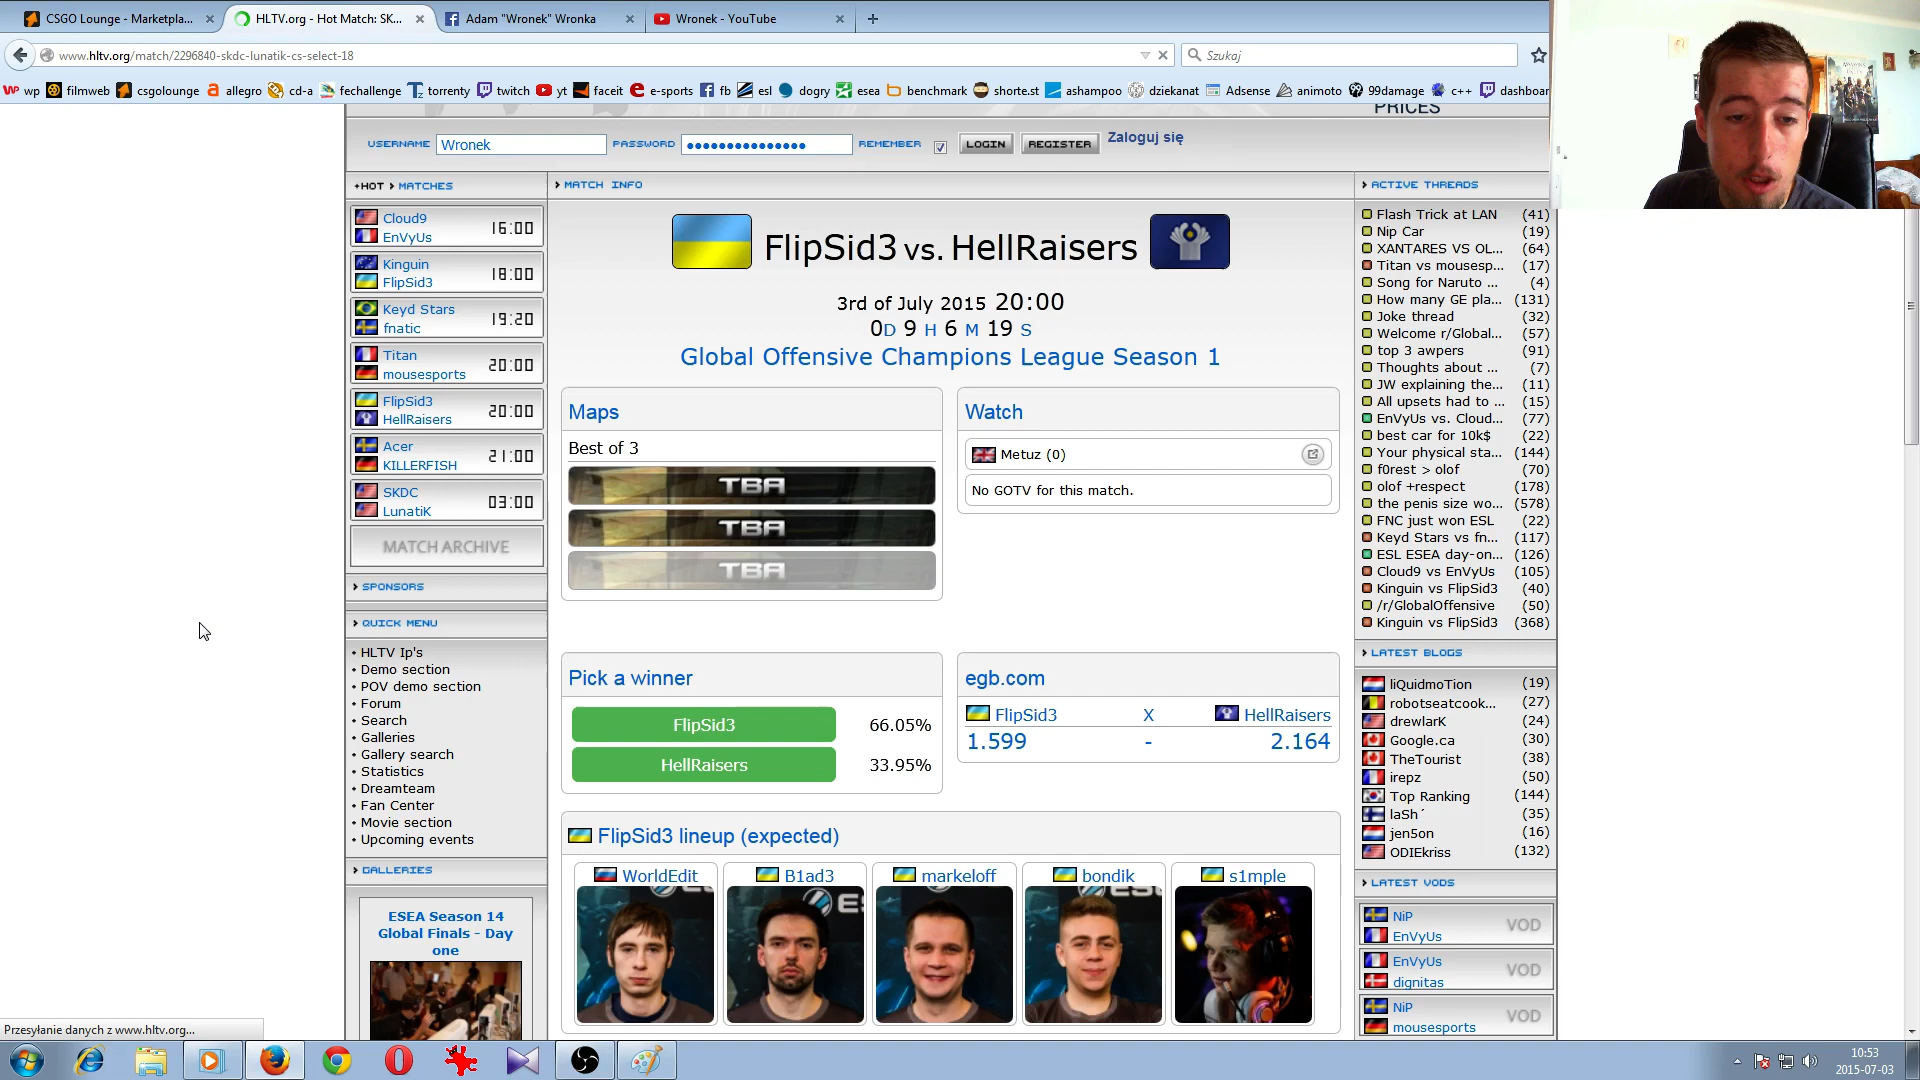 CSGO Lounge - Marketpla...
HLTV.org - Hot Match: SK...
Adam "Wronek" Wronka
Wronek - YouTube
www.hltv.org/match/2296840-skdc-lunatik-cs-select-18
Szukaj
wp filmweb csgolounge allegro cd-a fechallenge torrenty twitch yt faceit e-sports fb esl dogry esea benchmark shorte.st ashampoo dziekanat Adsense animoto 99damage c++ dashboar
PRICES
USERNAME Wronek PASSWORD ●●●●●●●●●●●●●●● REMEMBER LOGIN REGISTER Zaloguj się
+HOT MATCHES
Cloud9
EnVyUs
16:00
Kinguin
FlipSid3
18:00
Keyd Stars
fnatic
19:20
Titan
mousesports
20:00
FlipSid3
HellRaisers
20:00
Acer
KILLERFISH
21:00
SKDC
LunatiK
03:00
MATCH ARCHIVE
SPONSORS
QUICK MENU
HLTV Ip's
Demo section
POV demo section
Forum
Search
Galleries
Gallery search
Statistics
Dreamteam
Fan Center
Movie section
Upcoming events
GALLERIES
ESEA Season 14
Global Finals - Day
one
MATCH INFO
FlipSid3 vs. HellRaisers
3rd of July 2015 20:00
0D 9 H 6 M 19 S
Global Offensive Champions League Season 1
Maps
Best of 3
TBA
TBA
TBA
Watch
Metuz (0)
No GOTV for this match.
Pick a winner
FlipSid3 66.05%
HellRaisers 33.95%
egb.com
FlipSid3 X HellRaisers
1.599 - 2.164
FlipSid3 lineup (expected)
WorldEdit B1ad3 markeloff bondik s1mple
ACTIVE THREADS
Flash Trick at LAN (41)
Nip Car (19)
XANTARES VS OL... (64)
Titan vs mousesp... (17)
Song for Naruto ... (4)
How many GE pla... (131)
Joke thread (32)
Welcome r/Global... (57)
top 3 awpers (91)
Thoughts about ... (7)
JW explaining the... (11)
All upsets had to ... (15)
EnVyUs vs. Cloud... (77)
best car for 10k$ (22)
Your physical sta... (144)
f0rest > olof (70)
olof +respect (178)
the penis size wo... (578)
FNC just won ESL (22)
Keyd Stars vs fn... (117)
ESL ESEA day-on... (126)
Cloud9 vs EnVyUs (105)
Kinguin vs FlipSid3 (40)
/r/GlobalOffensive (50)
Kinguin vs FlipSid3 (368)
LATEST BLOGS
liQuidmoTion (19)
robotseatcook... (27)
drewlarK (24)
Google.ca (30)
TheTourist (38)
irepz (50)
Top Ranking (144)
laSh´ (35)
jen5on (16)
ODIEkriss (132)
LATEST VODS
NiP
EnVyUs
VOD
EnVyUs
dignitas
VOD
NiP
mousesports
VOD
Przesyłanie danych z www.hltv.org...
10:53
2015-07-03